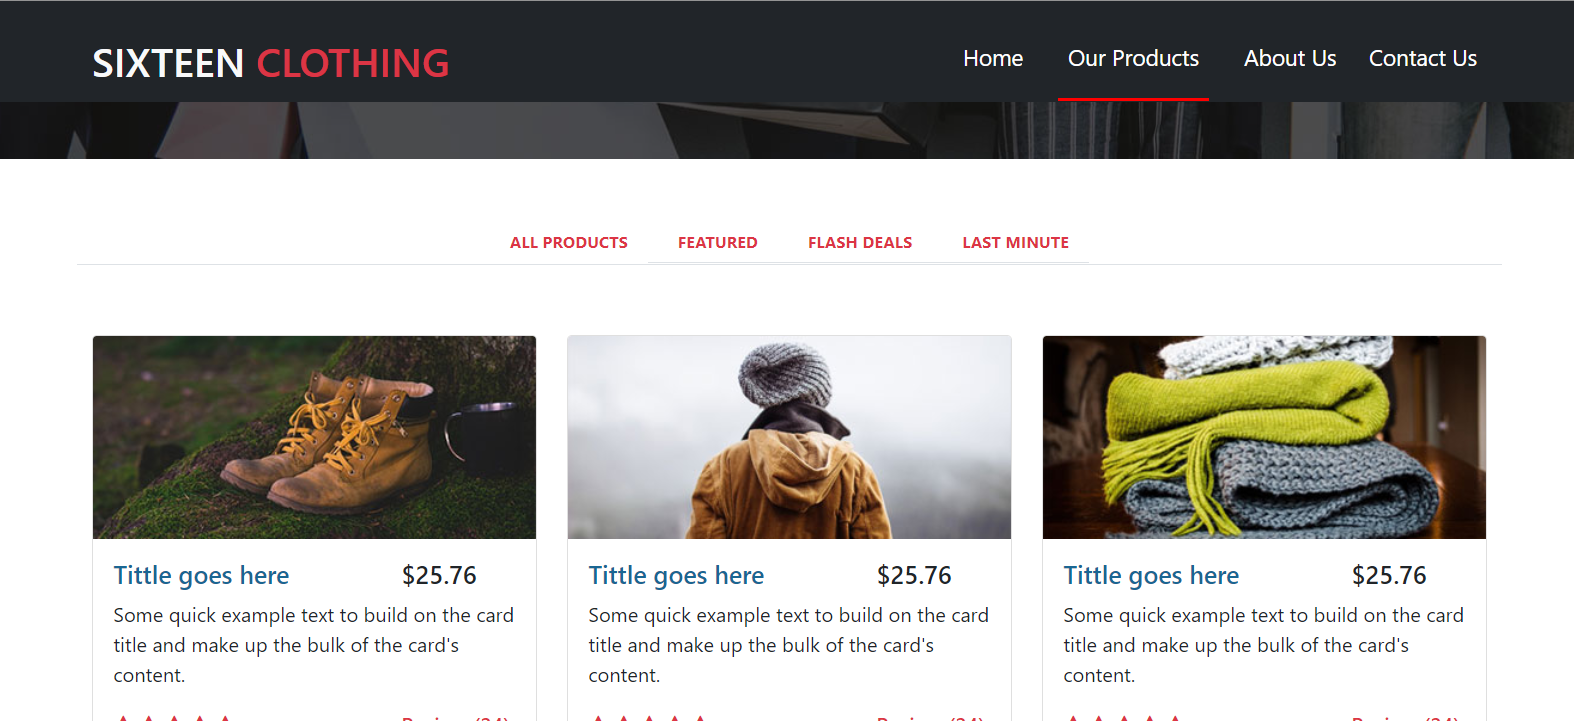 SIXTEEN CLOTHING
Home Our Products About Us Contact Us
ALL PRODUCTS FEATURED FLASH DEALS LAST MINUTE
Tittle goes here $25.76
Some quick example text to build on the card
title and make up the bulk of the card's
content.
Tittle goes here $25.76
Some quick example text to build on the card
title and make up the bulk of the card's
content.
Tittle goes here $25.76
Some quick example text to build on the card
title and make up the bulk of the card's
content.